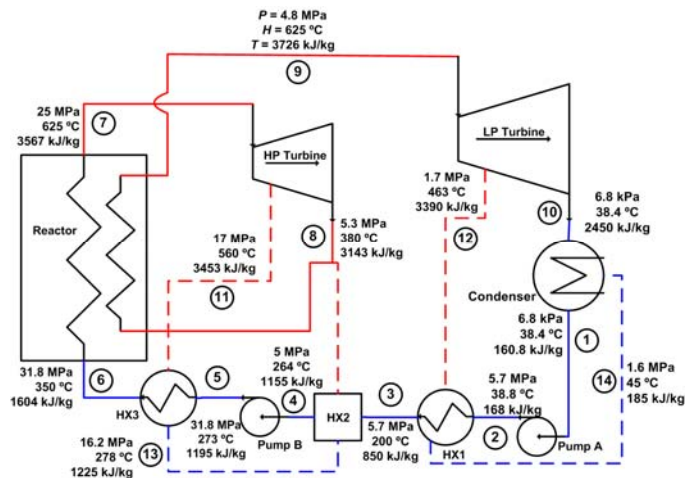 P = 4.8 MPa
H = 625 ºC
T = 3726 kJ/kg
9
25 MPa
625 ºC
3567 kJ/kg
7
HP Turbine
LP Turbine
Reactor
1.7 MPa
463 ºC
3390 kJ/kg
12
10
6.8 kPa
38.4 ºC
2450 kJ/kg
17 MPa
560 ºC
3453 kJ/kg
11
8
5.3 MPa
380 ºC
3143 kJ/kg
Condenser
6.8 kPa
38.4 ºC
160.8 kJ/kg
1
31.8 MPa
350 ºC
1604 kJ/kg
6
HX3
5
5 MPa
264 ºC
1155 kJ/kg
4
HX2
3
5.7 MPa
38.8 ºC
168 kJ/kg
2
14
1.6 MPa
45 ºC
185 kJ/kg
16.2 MPa
278 ºC
1225 kJ/kg
13
31.8 MPa
273 ºC
1195 kJ/kg
Pump B
5.7 MPa
200 ºC
850 kJ/kg
HX1
Pump A